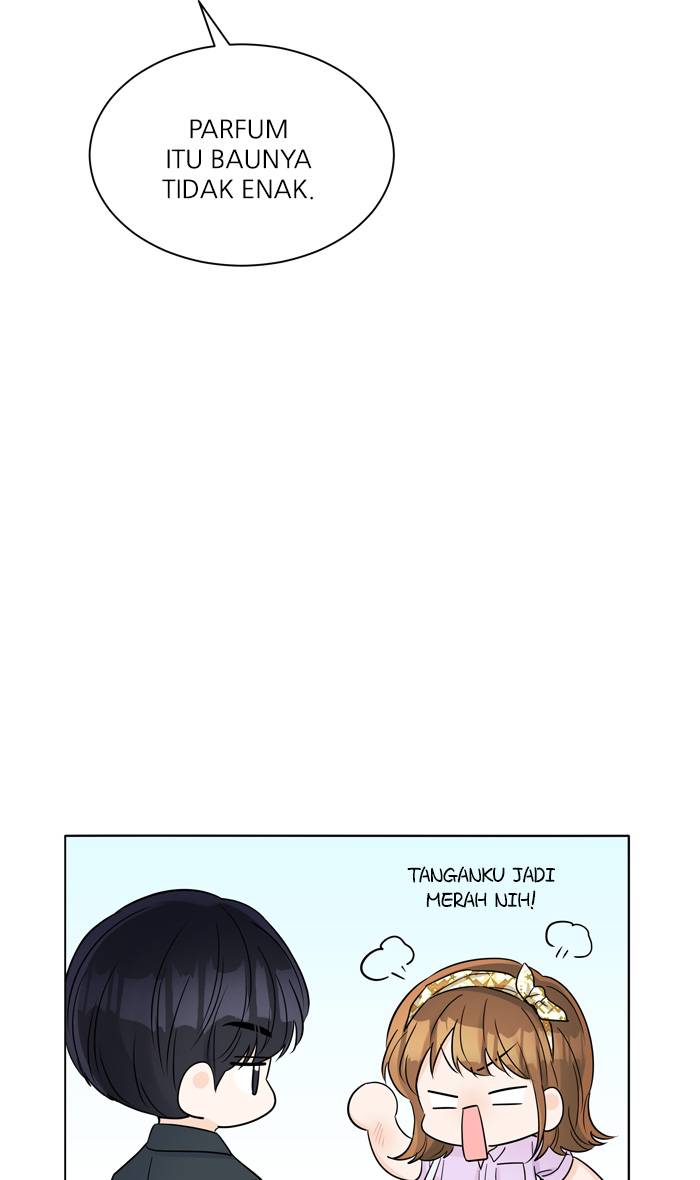 PARFUM
ITU BAUNYA
TIDAK ENAK.
TANGANKU JADI
MERAH NIH!